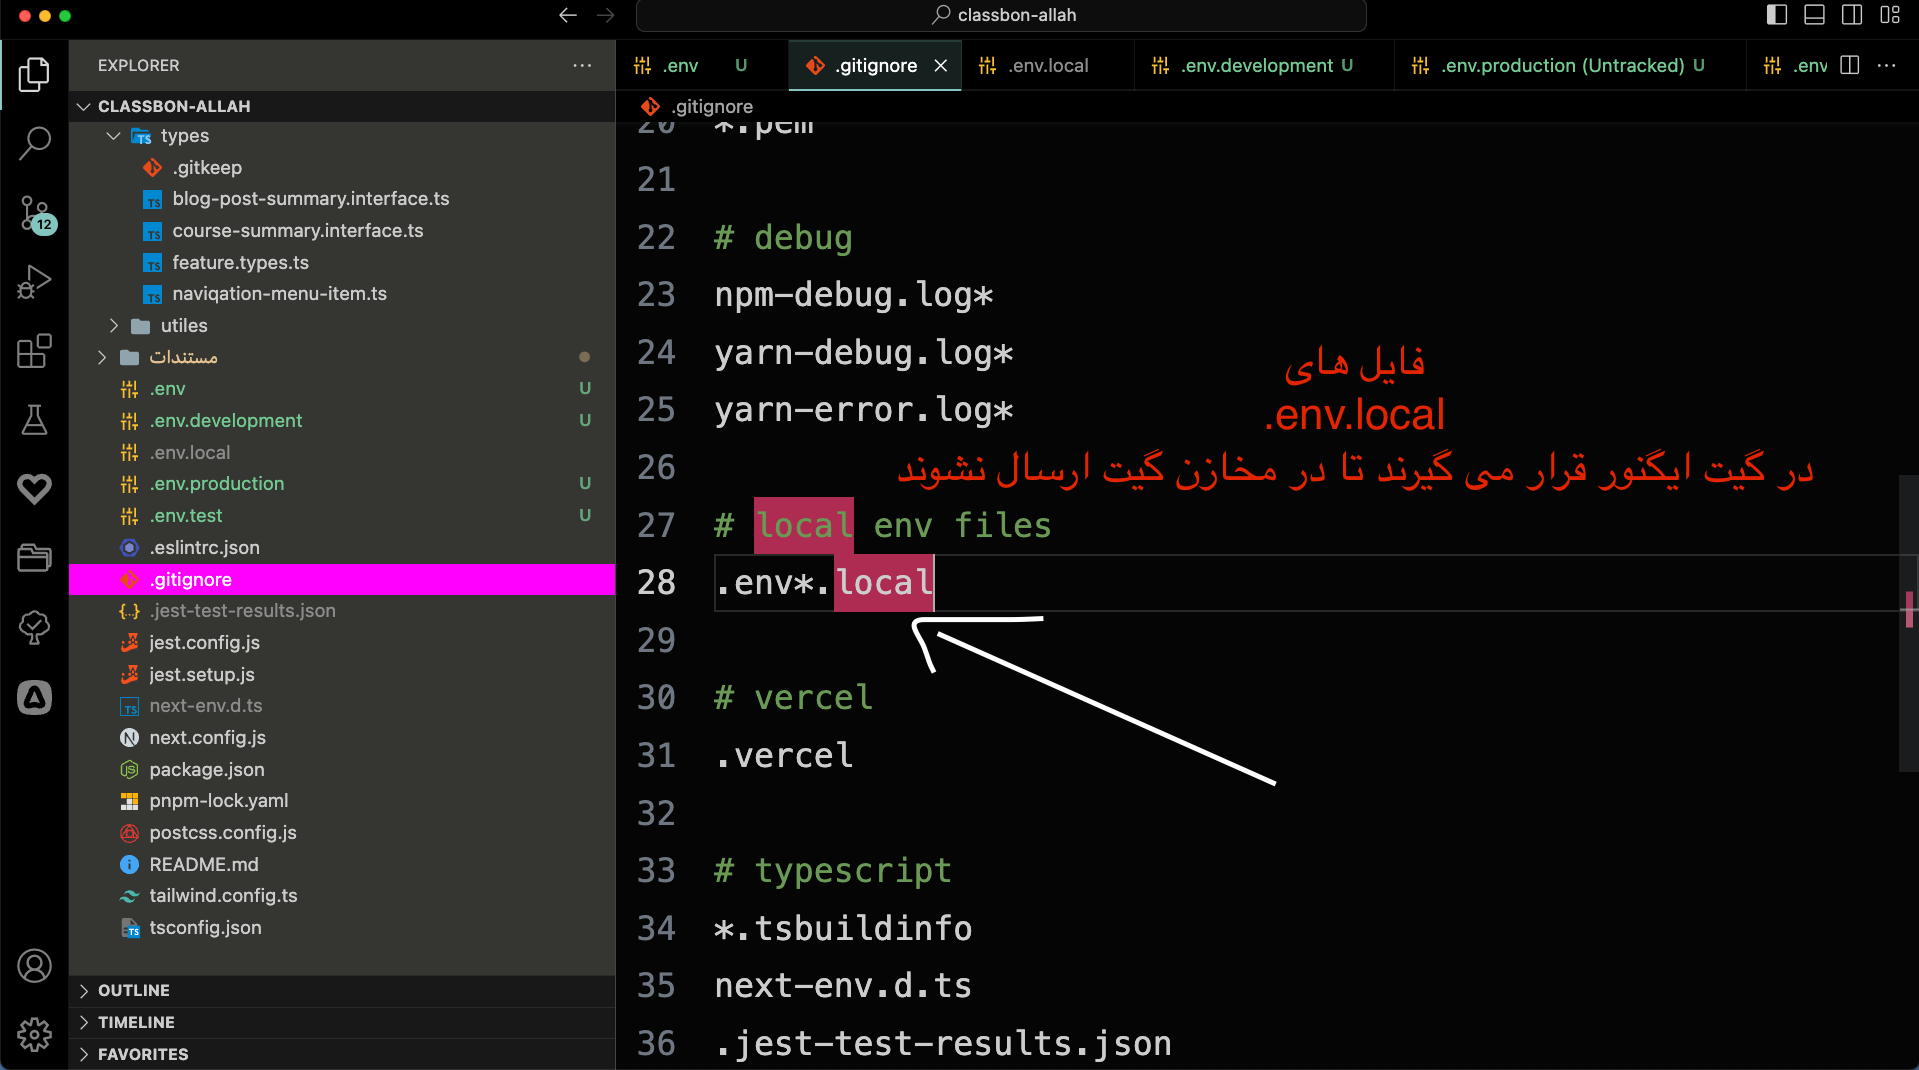 classbon-allah
EXPLORER
CLASSBON-ALLAH
types
.gitkeep
blog-post-summary.interface.ts
course-summary.interface.ts
feature.types.ts
naviqation-menu-item.ts
utiles
مستندات
.env U
.env.development U
.env.local
.env.production U
.env.test U
.eslintrc.json
.gitignore
.jest-test-results.json
jest.config.js
jest.setup.js
next-env.d.ts
next.config.js
package.json
pnpm-lock.yaml
postcss.config.js
README.md
tailwind.config.ts
tsconfig.json
OUTLINE
TIMELINE
FAVORITES
12
.env U .gitignore .env.local .env.development U .env.production (Untracked) U .env
.gitignore
20 *.pem
21
22 # debug
23 npm-debug.log*
24 yarn-debug.log*
25 yarn-error.log*
26
27 # local env files
28 .env*.local
29
30 # vercel
31 .vercel
32
33 # typescript
34 *.tsbuildinfo
35 next-env.d.ts
36 .jest-test-results.json
فایل های
.env.local
در گیت ایگنور قرار می گیرند تا در مخازن گیت ارسال نشوند